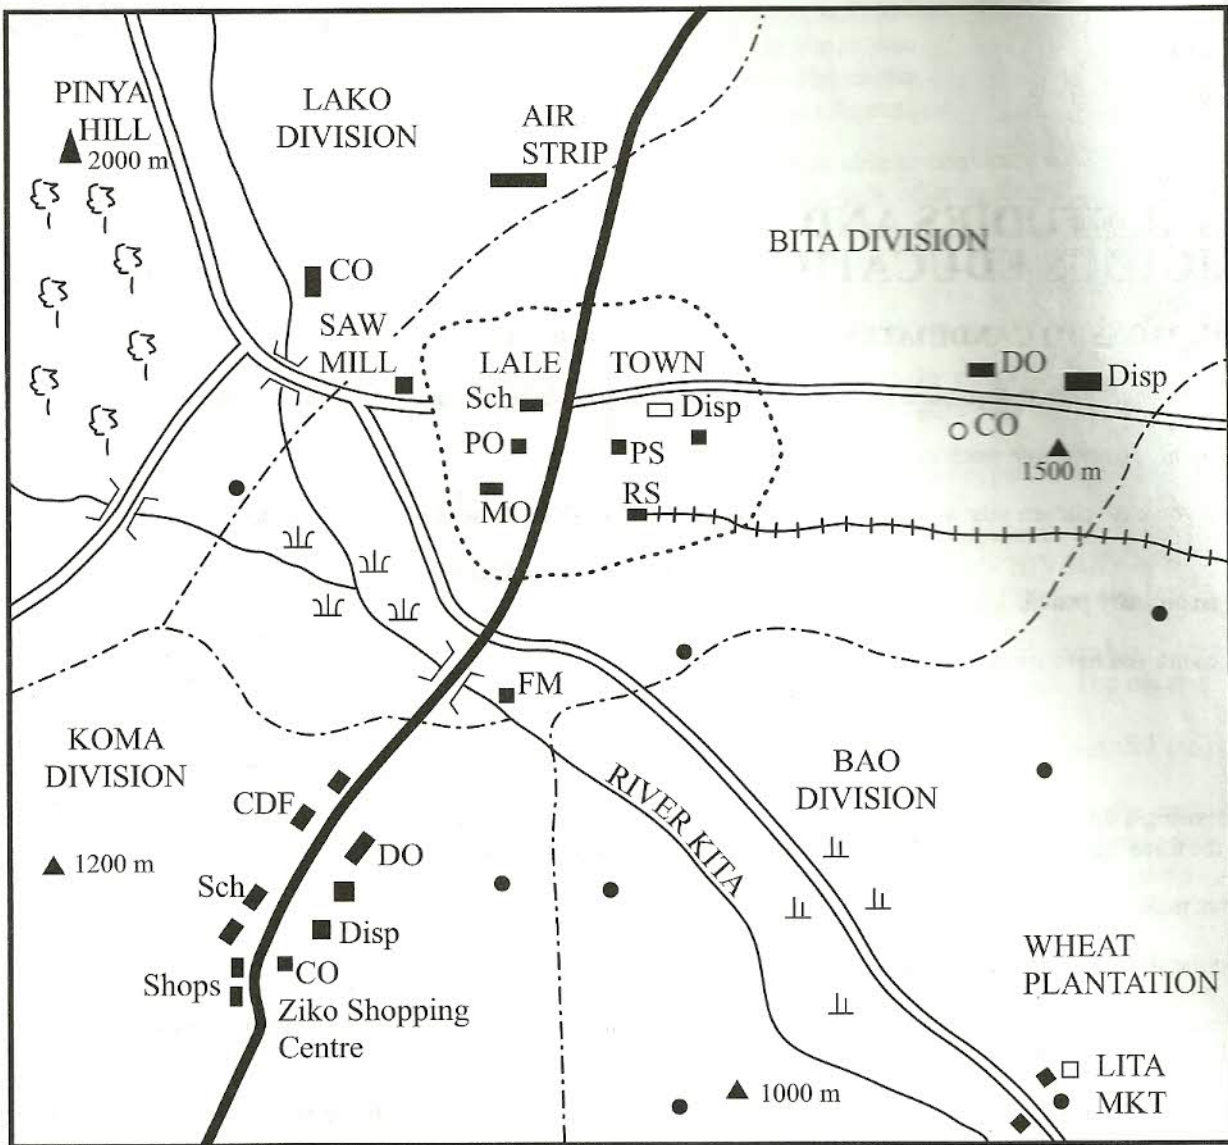 PINYA
HILL
2000 m
LAKO
DIVISION
AIR
STRIP
BITA DIVISION
CO
SAW
MILL
LALE TOWN
Sch
Disp
PO
PS
MO
RS
DO
Disp
CO
1500 m
FM
KOMA
DIVISION
CDF
DO
1200 m
Sch
Disp
Shops
CO
Ziko Shopping
Centre
RIVER KITA
BAO
DIVISION
WHEAT
PLANTATION
1000 m
LITA
MKT